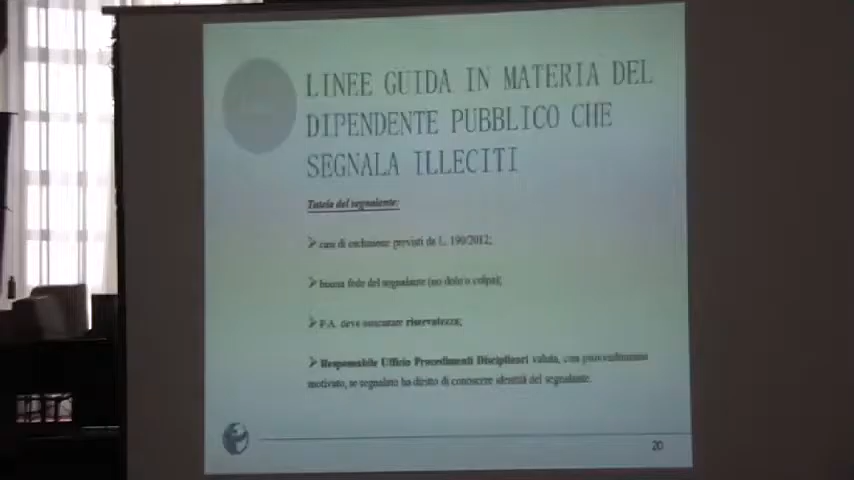 LINEE GUIDA IN MATERIA DEL
DIPENDENTE PUBBLICO CHE
SEGNALA ILLECITI
Tutela del segnalante:
➢ casi di esclusione previsti da L. 190/2012;
➢ buona fede del segnalante (no dolo o colpa);
➢ P.A. deve assicurare riservatezza;
➢ Responsabile Ufficio Procedimenti Disciplinari valuta, con provvedimento
motivato, se segnalato ha diritto di conoscere identità del segnalante.
20